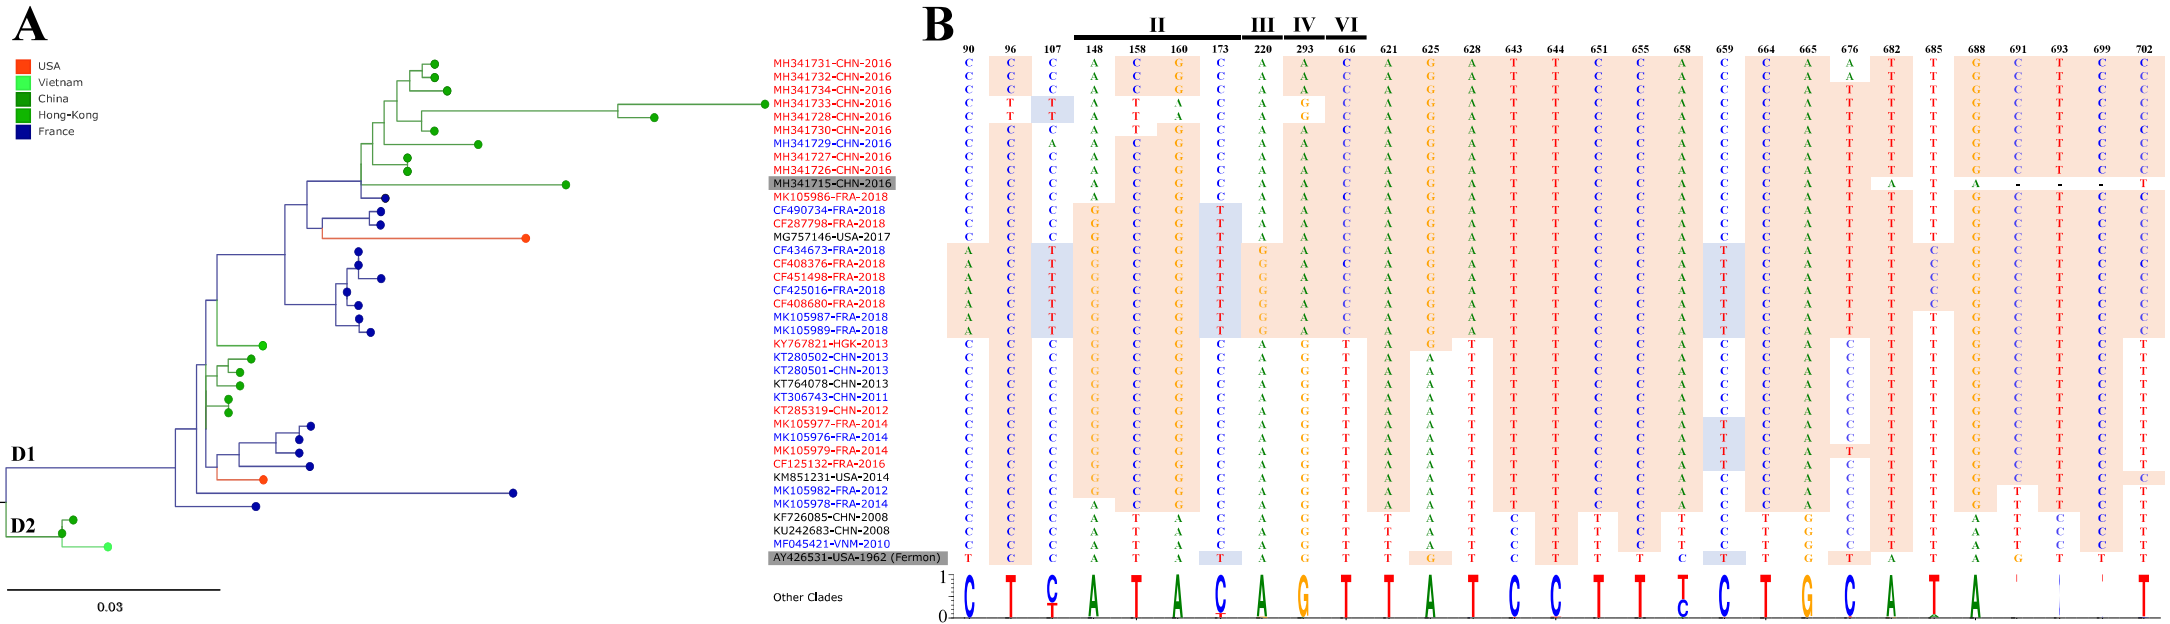 A
USA
Vietnam
China
Hong-Kong
France
D1
D2
0.03
B
II III IV VI
90 96 107 148 158 160 173 220 293 616 621 625 628 643 644 651 655 658 659 664 665 676 682 685 688 691 693 699 702
MH341731-CHN-2016 C C C A C G C A A C A G A T T C C A C C A A T T G C T C C
MH341732-CHN-2016 C C C A C G C A A C A G A T T C C A C C A A T T G C T C C
MH341734-CHN-2016 C C C A C G C A A C A G A T T C C A C C A T T T G C T C C
MH341733-CHN-2016 C T T A T A C A G C A G A T T C C A C C A T T T G C T C C
MH341728-CHN-2016 C T T A T A C A G C A G A T T C C A C C A T T T G C T C C
MH341730-CHN-2016 C C C A T G C A A C A G A T T C C A C C A T T T G C T C C
MH341729-CHN-2016 C C A A C G C A A C A G A T T C C A C C A T T T G C T C C
MH341727-CHN-2016 C C C A C G C A A C A G A T T C C A C C A T T T G C T C C
MH341726-CHN-2016 C C C A C G C A A C A G A T T C C A C C A T T T G C T C C
MH341715-CHN-2016 C C C A C G C A A C A G A T T C C A C C A T A T A - - - T
MK105986-FRA-2018 C C C A C G C A A C A G A T T C C A C C A T T T G C T C C
CF490734-FRA-2018 C C C G C G T A A C A G A T T C C A C C A T T T G C T C C
CF287798-FRA-2018 C C C G C G T A A C A G A T T C C A C C A T T T G C T C C
MG757146-USA-2017 C C C G C G T A A C A G A T T C C A C C A T T T G C T C C
CF434673-FRA-2018 A C T G C G T G A C A G A T T C C A T C A T T C G C T C C
CF408376-FRA-2018 A C T G C G T G A C A G A T T C C A T C A T T C G C T C C
CF451498-FRA-2018 A C T G C G T G A C A G A T T C C A T C A T T C G C T C C
CF425016-FRA-2018 A C T G C G T G A C A G A T T C C A T C A T T C G C T C C
CF408680-FRA-2018 A C T G C G T G A C A G A T T C C A T C A T T C G C T C C
MK105987-FRA-2018 A C T G C G T G A C A G A T T C C A T C A T T T G C T C C
MK105989-FRA-2018 A C T G C G T G A C A G A T T C C A T C A T T T G C T C C
KY767821-HGK-2013 C C C G C G C A G T A G T T T C C A C C A C T T G C T C T
KT280502-CHN-2013 C C C G C G C A G T A A T T T C C A C C A C T T G C T C T
KT280501-CHN-2013 C C C G C G C A G T A A T T T C C A C C A C T T G C T C T
KT764078-CHN-2013 C C C G C G C A G T A A T T T C C A C C A C T T G C T C T
KT306743-CHN-2011 C C C G C G C A G T A A T T T C C A C C A C T T G C T C T
KT285319-CHN-2012 C C C G C G C A G T A A T T T C C A C C A C T T G C T C T
MK105977-FRA-2014 C C C G C G C A G T A A T T T C C A T C A C T T G C T C T
MK105976-FRA-2014 C C C G C G C A G T A A T T T C C A T C A C T T G C T C T
MK105979-FRA-2014 C C C G C G C A G T A A T T T C C A T C A T T T G C T C T
CF125132-FRA-2016 C C C G C G C A G T A A T T T C C A T C A C T T G C T C T
KM851231-USA-2014 C C C G C G C A G T A A T T T C C A C C A C T T G C T C C
MK105982-FRA-2012 C C C G C G C A G T A A T T T C C A C C A C T T G T T C T
MK105978-FRA-2014 C C C A C G C A G T A A T T T C C A C C A C T T G T T C T
KF726085-CHN-2008 C C C A T A C A G T T A T C T T C T C T G C T T A T C C T
KU242683-CHN-2008 C C C A T A C A G T T A T C T T C T C T G C T T A T C C T
MF045421-VNM-2010 C C C A T A C A G T T A T C T T C T C T G C T T A T C C T
AY426531-USA-1962 (Fermon) T C C A T A T A G T T G T C T T T C T T G T A T A G T T T
Other Clades
1
0
C T C T A T A C A G T T A T C C T T T C C T G C A T A T